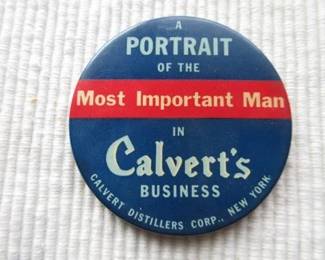 A
PORTRAIT
OF THE
Most Important Man
IN
Calvert's
BUSINESS
CALVERT DISTILLERS CORP., NEW YORK